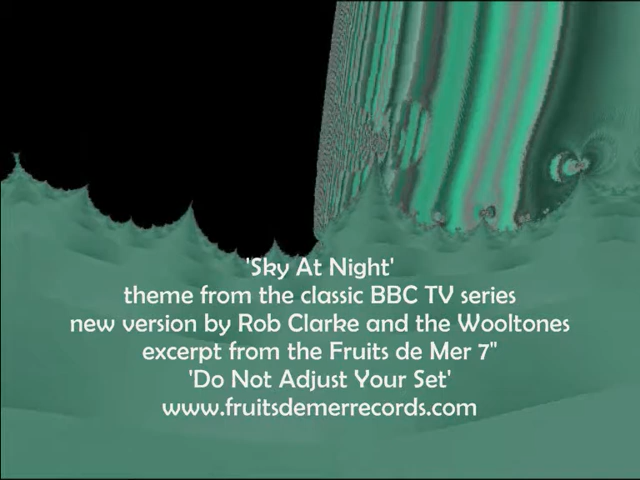 'Sky At Night'
theme from the classic BBC TV series
new version by Rob Clarke and the Wooltones
excerpt from the Fruits de Mer 7"
'Do Not Adjust Your Set'
www.fruitsdemerrecords.com